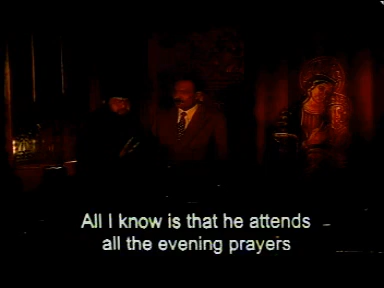 All I know is that he attends
all the evening prayers